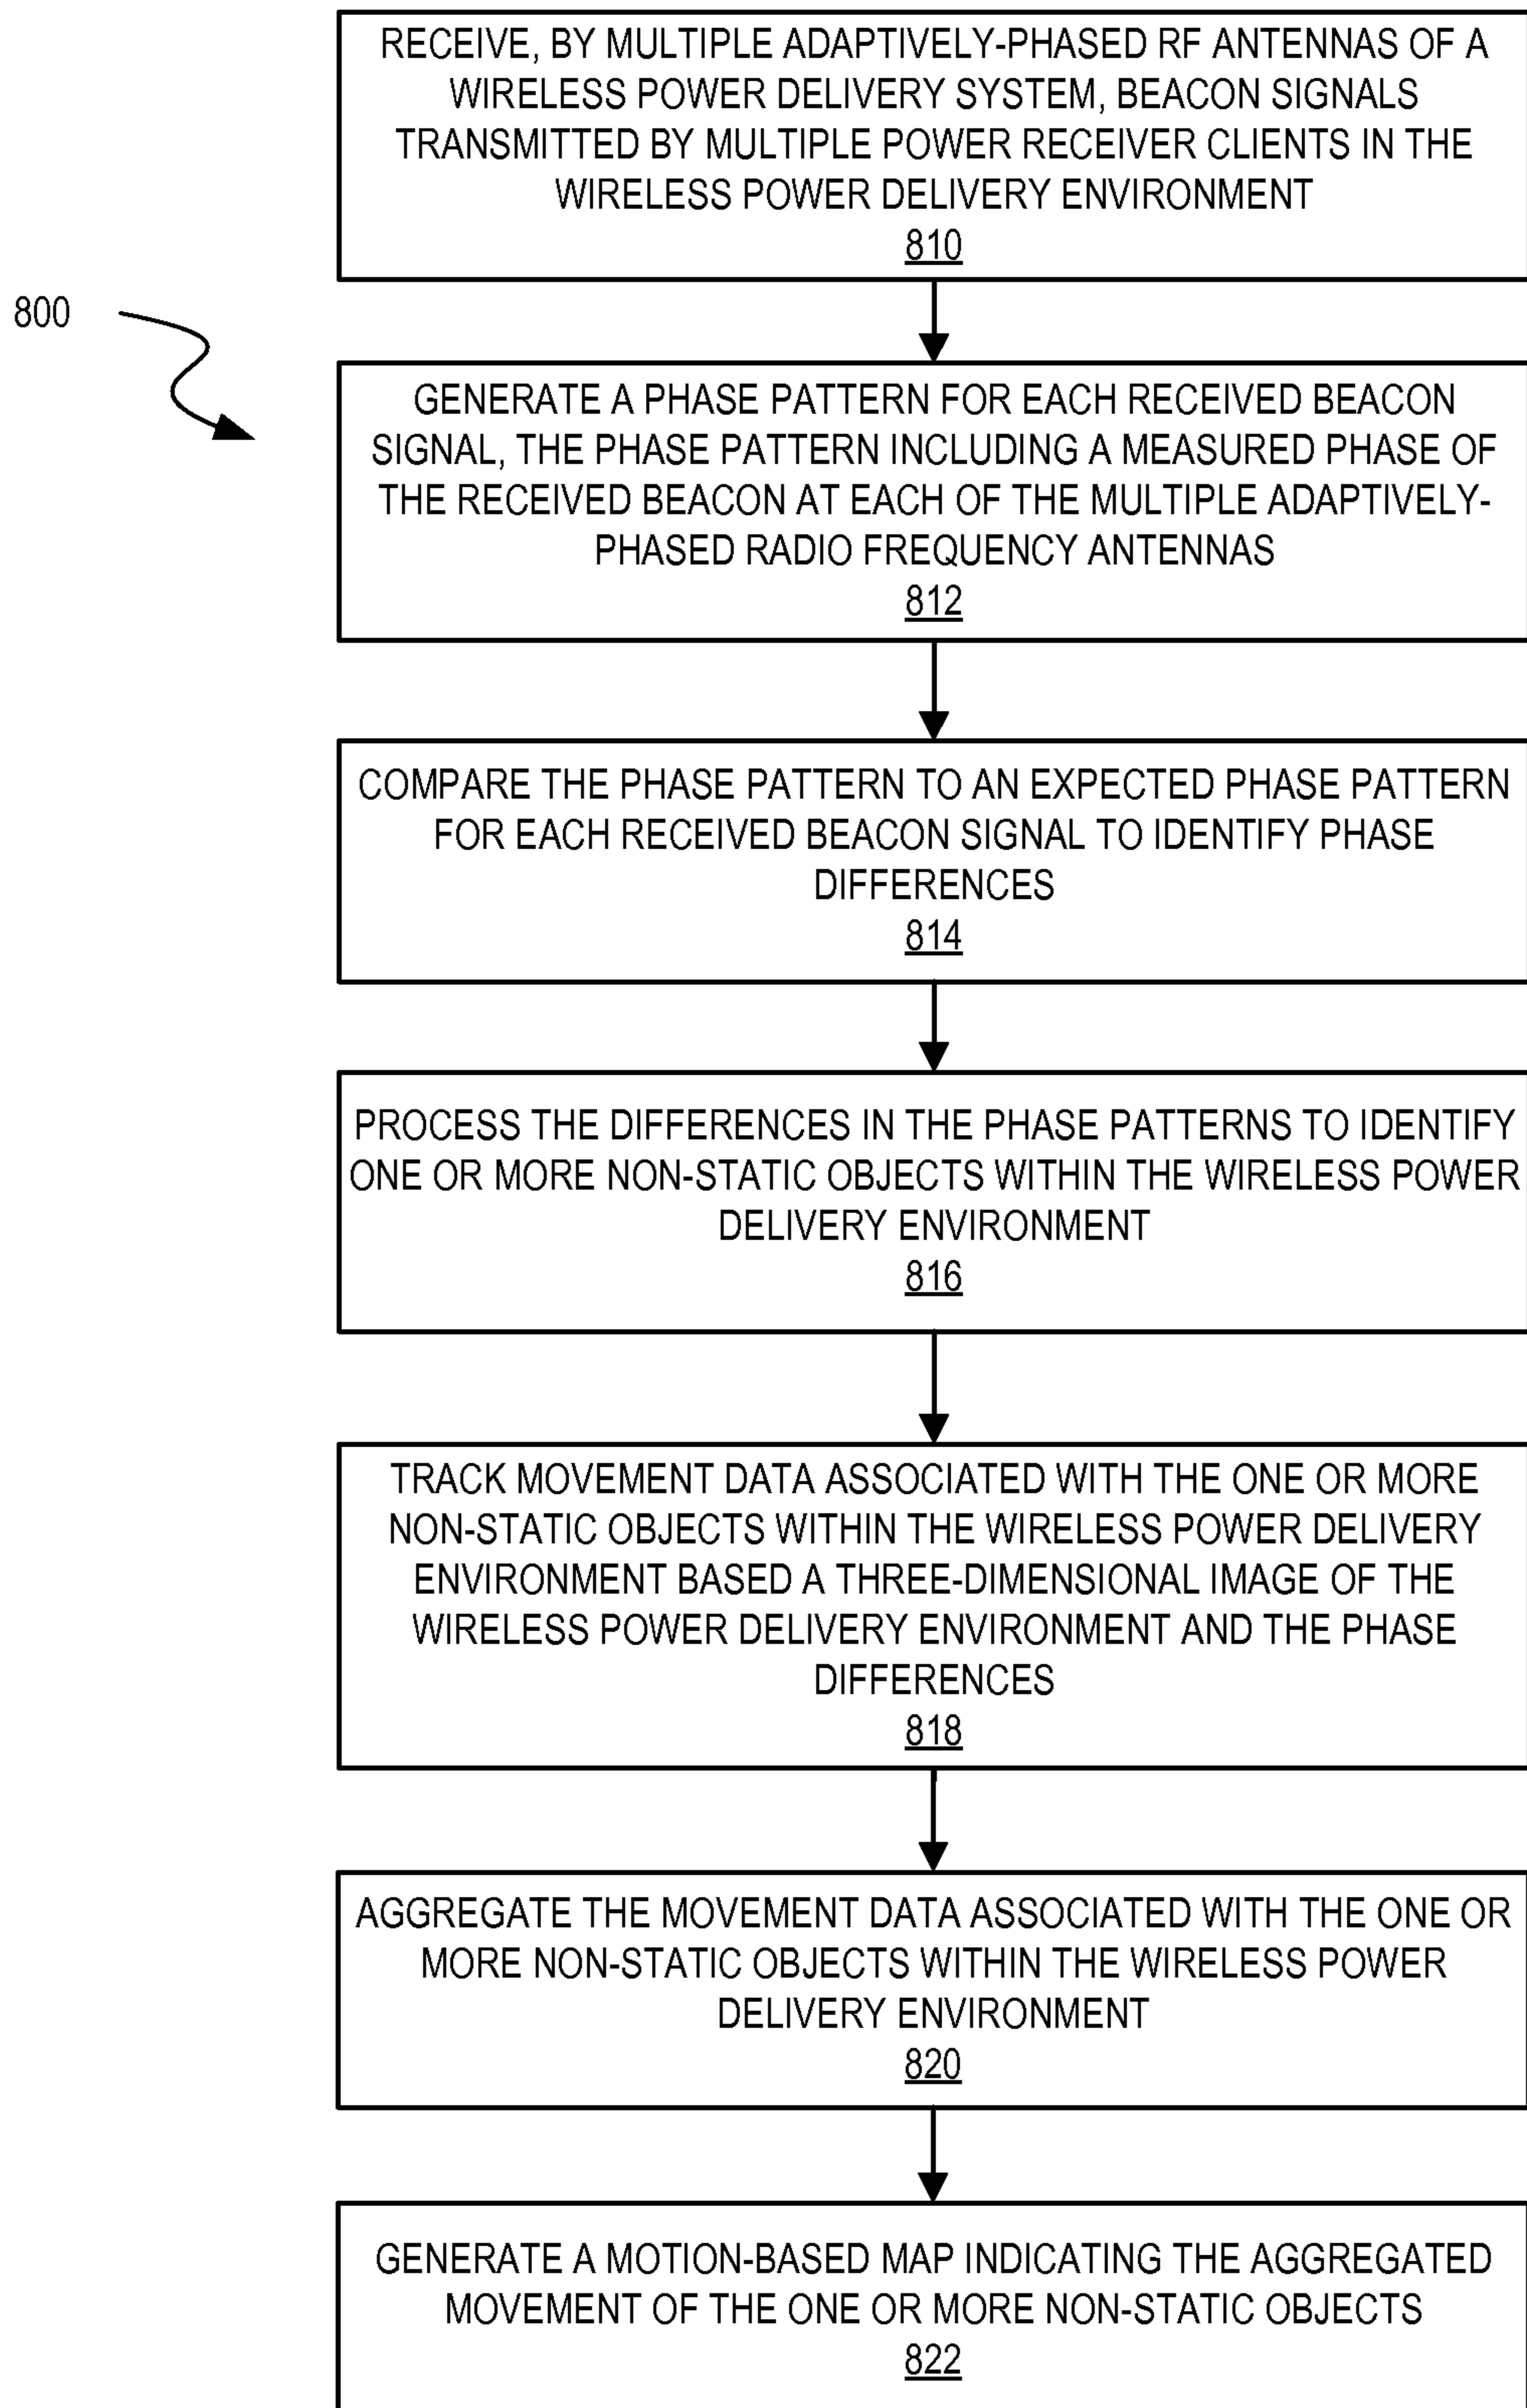 RECEIVE, BY MULTIPLE ADAPTIVELY-PHASED RF ANTENNAS OF A
WIRELESS POWER DELIVERY SYSTEM, BEACON SIGNALS
TRANSMITTED BY MULTIPLE POWER RECEIVER CLIENTS IN THE
WIRELESS POWER DELIVERY ENVIRONMENT
810
800
GENERATE A PHASE PATTERN FOR EACH RECEIVED BEACON
SIGNAL, THE PHASE PATTERN INCLUDING A MEASURED PHASE OF
THE RECEIVED BEACON AT EACH OF THE MULTIPLE ADAPTIVELY-
PHASED RADIO FREQUENCY ANTENNAS
812
COMPARE THE PHASE PATTERN TO AN EXPECTED PHASE PATTERN
FOR EACH RECEIVED BEACON SIGNAL TO IDENTIFY PHASE
DIFFERENCES
814
PROCESS THE DIFFERENCES IN THE PHASE PATTERNS TO IDENTIFY
ONE OR MORE NON-STATIC OBJECTS WITHIN THE WIRELESS POWER
DELIVERY ENVIRONMENT
816
TRACK MOVEMENT DATA ASSOCIATED WITH THE ONE OR MORE
NON-STATIC OBJECTS WITHIN THE WIRELESS POWER DELIVERY
ENVIRONMENT BASED A THREE-DIMENSIONAL IMAGE OF THE
WIRELESS POWER DELIVERY ENVIRONMENT AND THE PHASE
DIFFERENCES
818
AGGREGATE THE MOVEMENT DATA ASSOCIATED WITH THE ONE OR
MORE NON-STATIC OBJECTS WITHIN THE WIRELESS POWER
DELIVERY ENVIRONMENT
820
GENERATE A MOTION-BASED MAP INDICATING THE AGGREGATED
MOVEMENT OF THE ONE OR MORE NON-STATIC OBJECTS
822